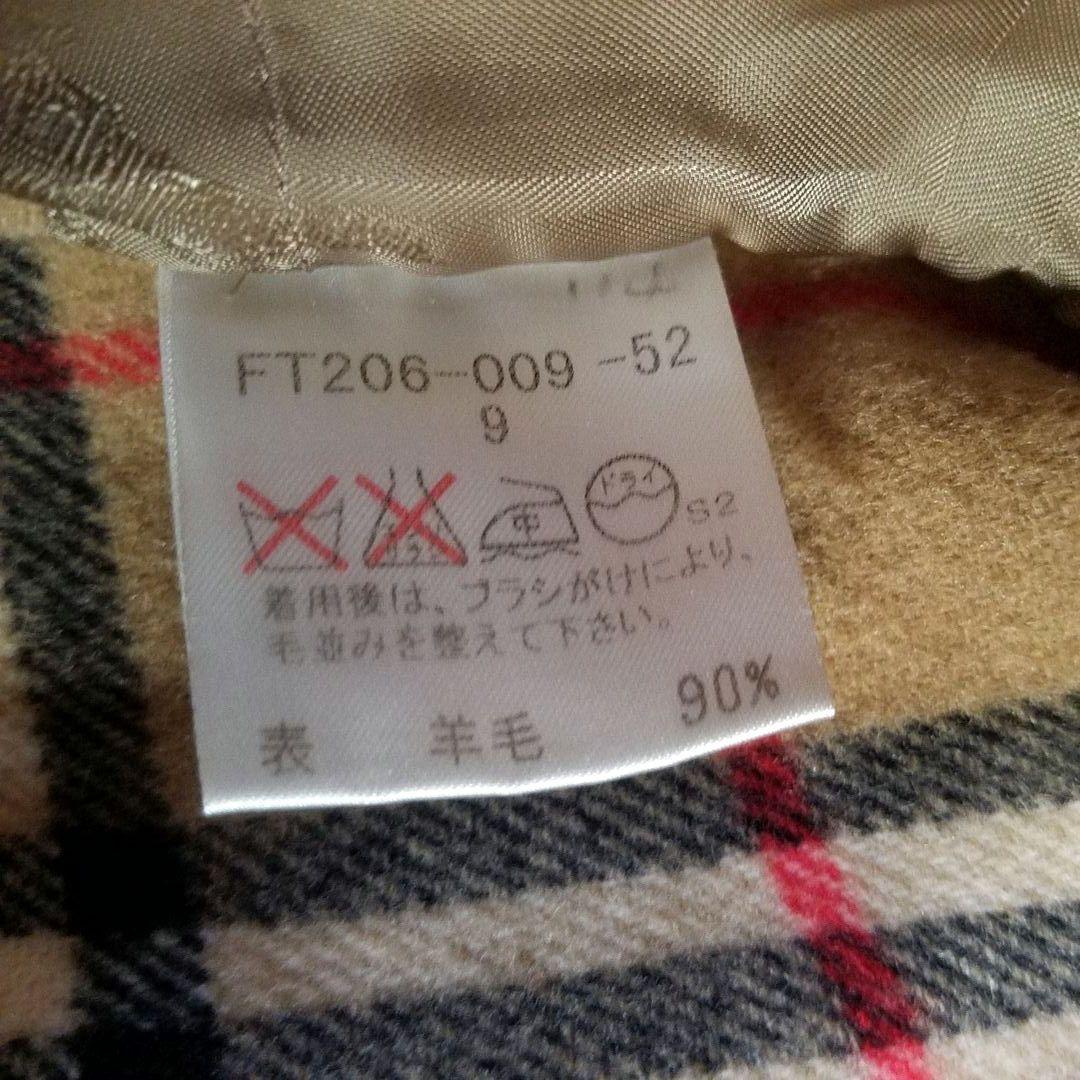 FT206-009-52
9
中 ドライ S2
着用後は、ブラシがけにより、
毛並みを整えて下さい。
表 羊毛 90%